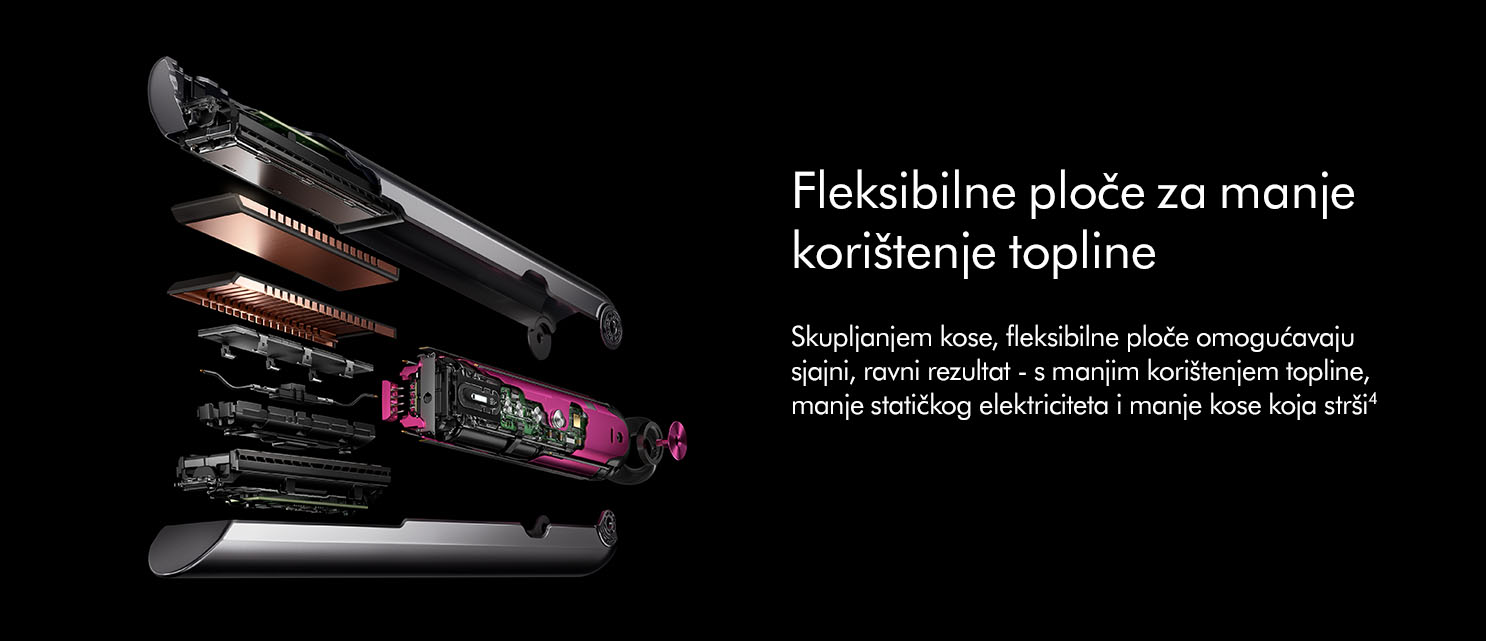 Fleksibilne ploče za manje
korištenje topline
Skupljanjem kose, fleksibilne ploče omogućavaju
sjajni, ravni rezultat - s manjim korištenjem topline,
manje statičkog elektriciteta i manje kose koja strši⁴